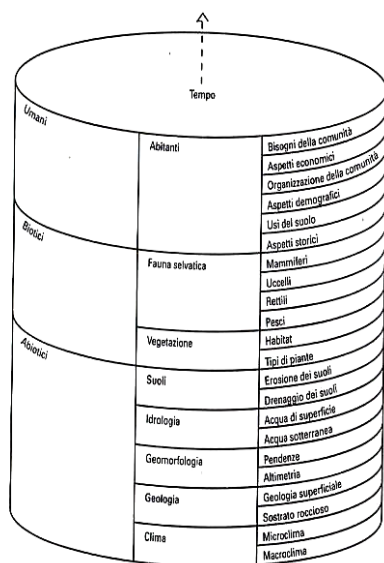 Tempo
Umani
Abitanti
Bisogni della comunità
Aspetti economici
Organizzazione della comunità
Aspetti demografici
Usi del suolo
Aspetti storici
Biotici
Fauna selvatica
Mammiferi
Uccelli
Rettili
Pesci
Vegetazione
Habitat
Tipi di piante
Abiotici
Suoli
Erosione dei suoli
Drenaggio dei suoli
Idrologia
Acqua di superficie
Acqua sotterranea
Geomorfologia
Pendenze
Altimetria
Geologia
Geologia superficiale
Sostrato roccioso
Clima
Microclima
Macroclima